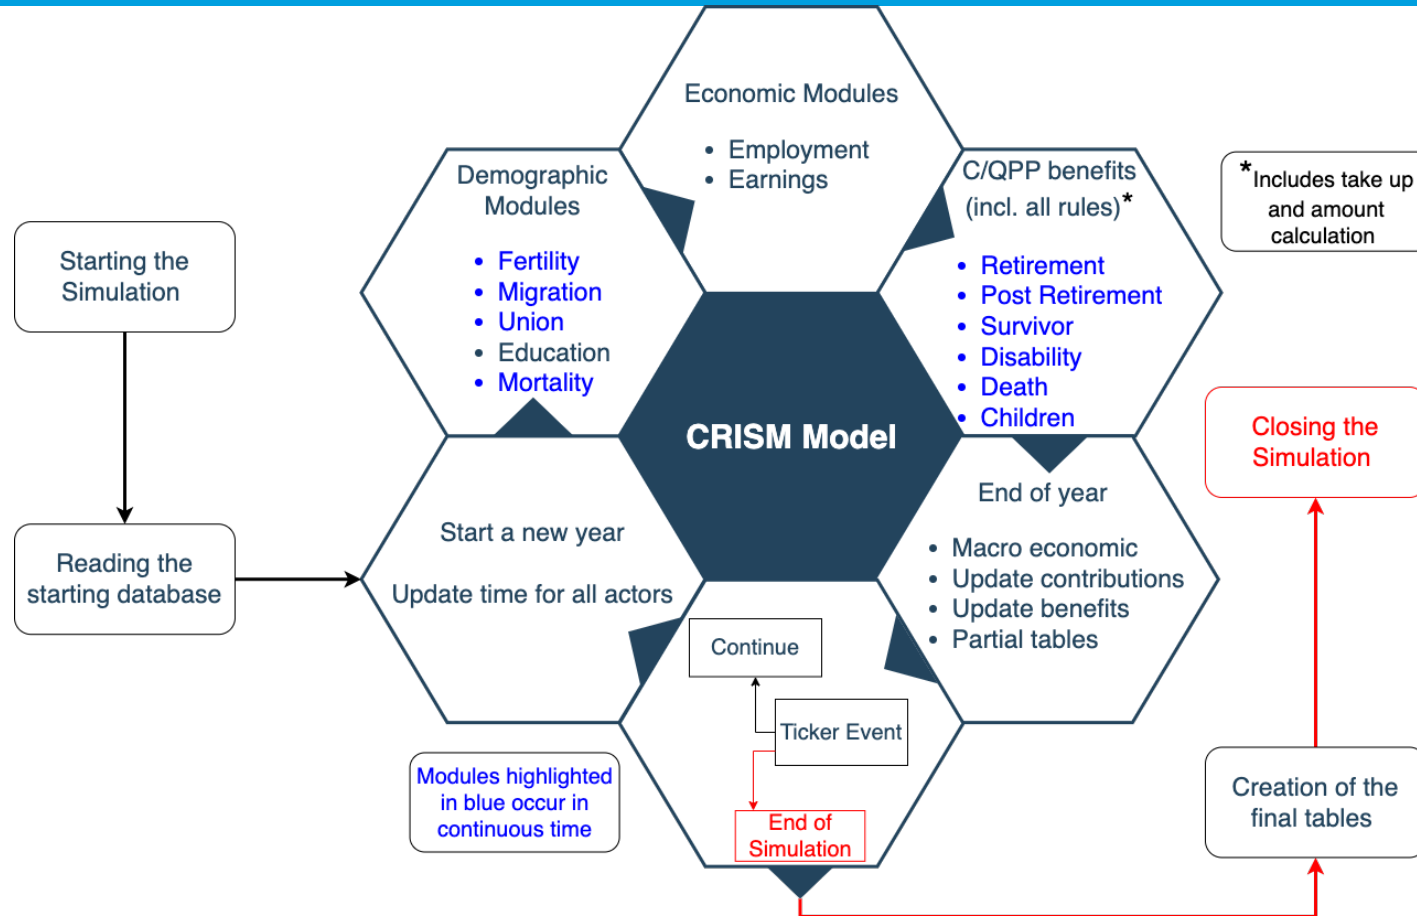 Economic Modules
• Employment
• Earnings
Demographic
Modules
• Fertility
• Migration
• Union
• Education
• Mortality
C/QPP benefits
(incl. all rules)*
• Retirement
• Post Retirement
• Survivor
• Disability
• Death
• Children
*Includes take up
and amount
calculation
Starting the
Simulation
CRISM Model
Closing the
Simulation
Reading the
starting database
Start a new year
Update time for all actors
End of year
• Macro economic
• Update contributions
• Update benefits
• Partial tables
Continue
Ticker Event
End of
Simulation
Modules highlighted
in blue occur in
continuous time
Creation of the
final tables